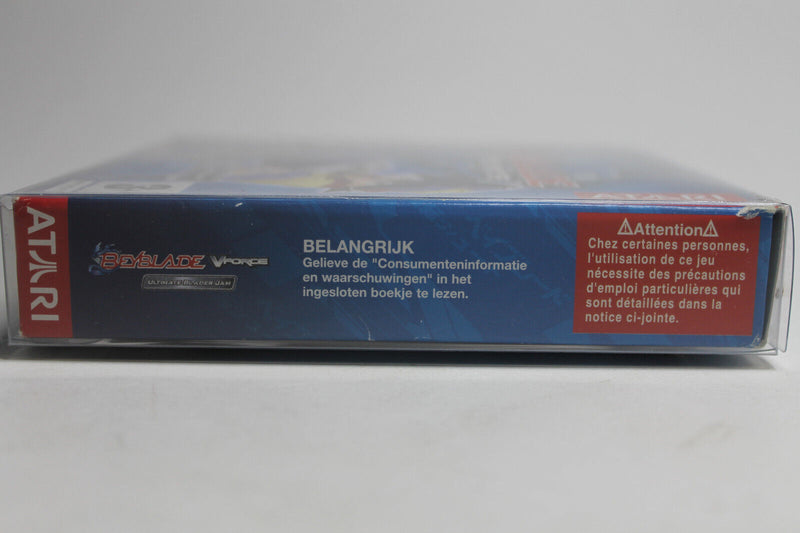 ATARI
BEYBLADE VFORCE
ULTIMATE BLADER JAM
BELANGRIJK
Gelieve de "Consumenteninformatie
en waarschuwingen" in het
ingesloten boekje te lezen.
⚠Attention⚠
Chez certaines personnes,
l'utilisation de ce jeu
nécessite des précautions
d'emploi particulières qui
sont détaillées dans la
notice ci-jointe.